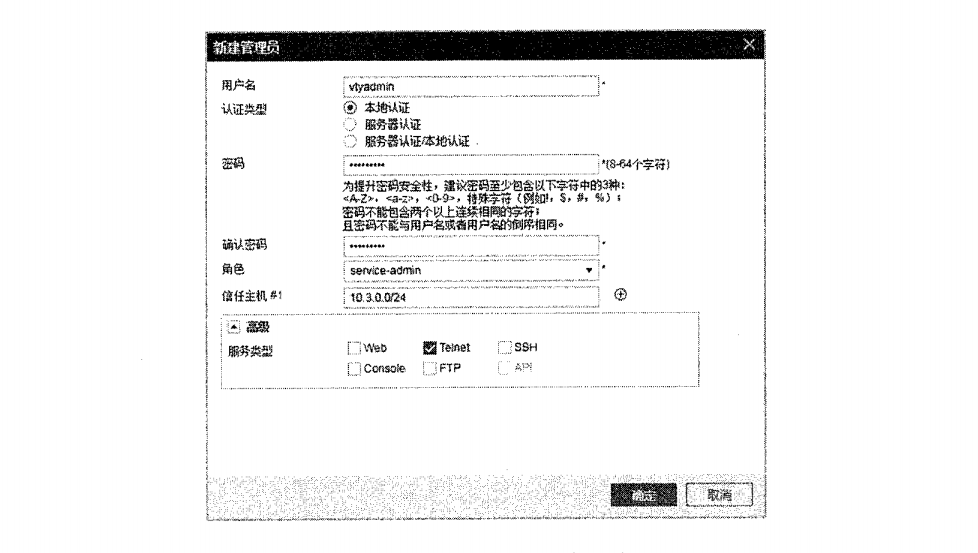 新建管理员
用户名 vtyadmin *
认证类型 本地认证
服务器认证
服务器认证/本地认证
密码 ••••••••• *(8-64个字符)
为提升密码安全性，建议密码至少包含以下字符中的3种：
<A-Z>，<a-z>，<0-9>，特殊字符（例如!，$，#，%）；
密码不能包含两个以上连续相同的字符；
且密码不能与用户名或者用户名的倒序相同。
确认密码 ••••••••• *
角色 service-admin *
信任主机 #1 10.3.0.0/24
高级
服务类型 Web Telnet SSH
Console FTP API
确定 取消